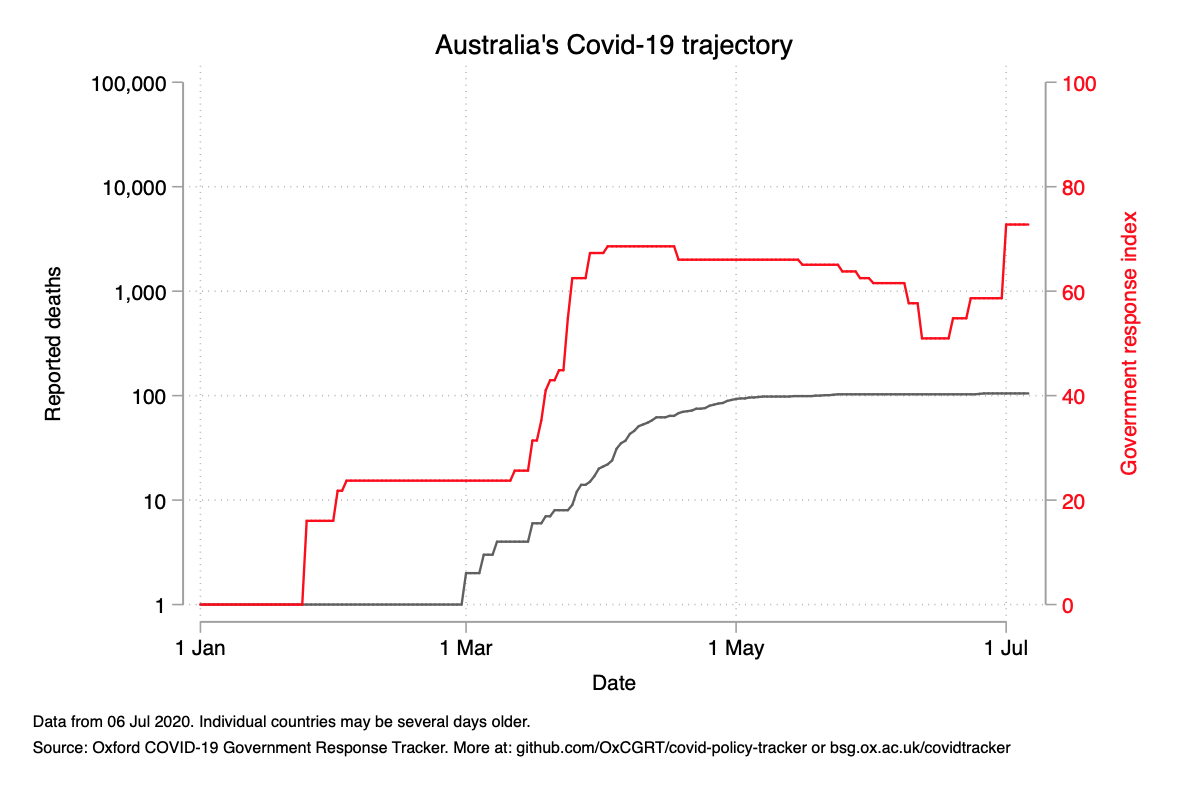 Australia's Covid-19 trajectory
100,000
10,000
1,000
100
10
1
Reported deaths
100
80
60
40
20
0
Government response index
1 Jan 1 Mar 1 May 1 Jul
Date
Data from 06 Jul 2020. Individual countries may be several days older.
Source: Oxford COVID-19 Government Response Tracker. More at: github.com/OxCGRT/covid-policy-tracker or bsg.ox.ac.uk/covidtracker